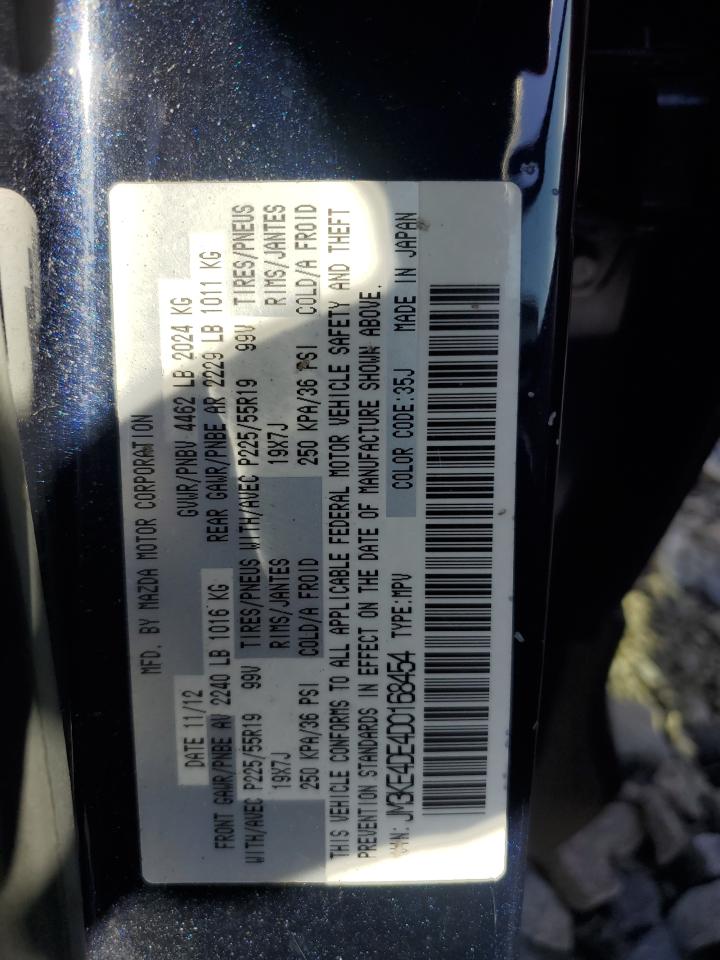 MFD. BY MAZDA MOTOR CORPORATION
DATE 11/12 GVWR/PNBV 4462 LB 2024 KG
FRONT GAWR/PNBE AV 2240 LB 1016 KG REAR GAWR/PNBE AR 2229 LB 1011 KG
WITH/AVEC P225/55R19 99V TIRES/PNEUS WITH/AVEC P225/55R19 99V TIRES/PNEUS
19X7J RIMS/JANTES 19X7J RIMS/JANTES
250 KPA/36 PSI COLD/A FROID 250 KPA/36 PSI COLD/A FROID
THIS VEHICLE CONFORMS TO ALL APPLICABLE FEDERAL MOTOR VEHICLE SAFETY AND THEFT
PREVENTION STANDARDS IN EFFECT ON THE DATE OF MANUFACTURE SHOWN ABOVE.
JM3KE4DE4D0168454 TYPE:MPV COLOR CODE:35J MADE IN JAPAN